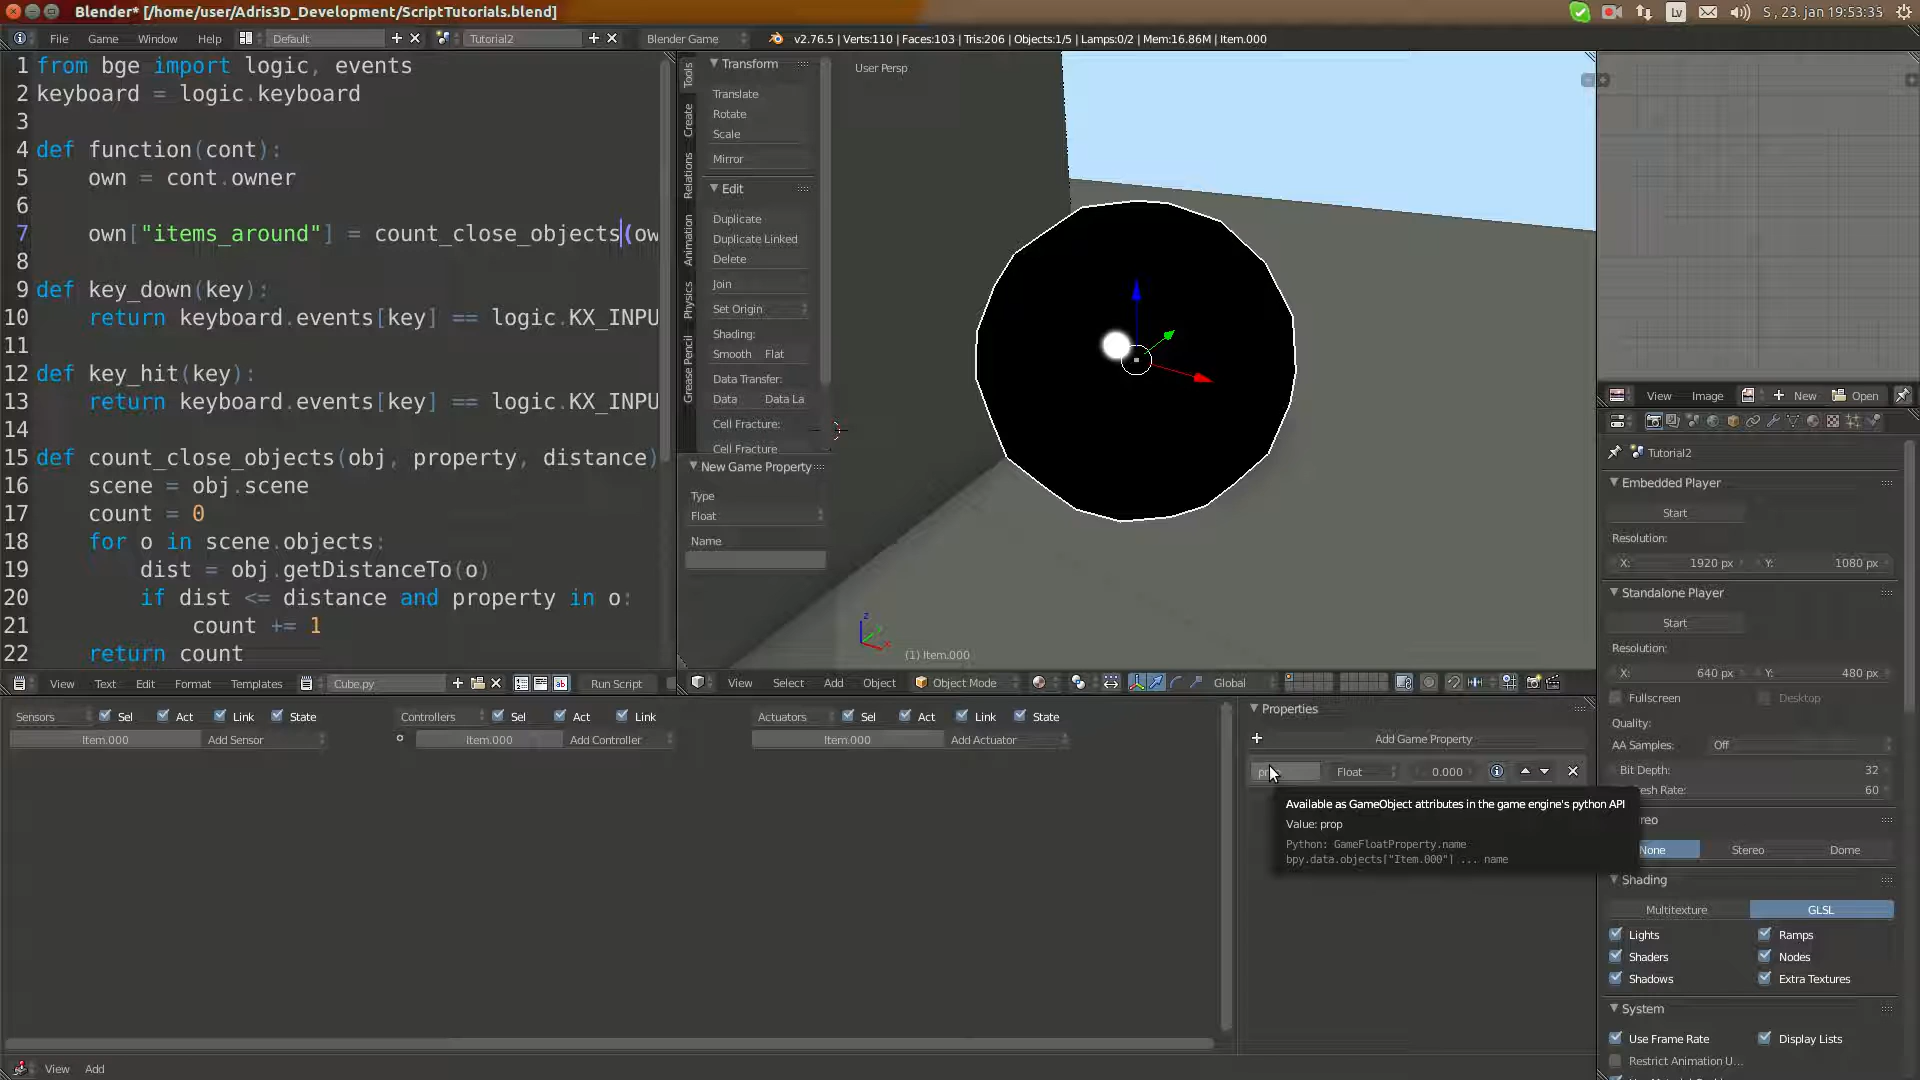 Blender* [/home/user/Adris3D_Development/ScriptTutorials.blend]
Lv
S , 23. jan 19:53:35
File Game Window Help Default Tutorial2 Blender Game v2.76.5 | Verts:110 | Faces:103 | Tris:206 | Objects:1/5 | Lamps:0/2 | Mem:16.86M | Item.000
1 from bge import logic, events
2 keyboard = logic.keyboard
3
4 def function(cont):
5 own = cont.owner
6
7 own["items_around"] = count_close_objects(ow
8
9 def key_down(key):
10 return keyboard.events[key] == logic.KX_INPU
11
12 def key_hit(key):
13 return keyboard.events[key] == logic.KX_INPU
14
15 def count_close_objects(obj, property, distance)
16 scene = obj.scene
17 count = 0
18 for o in scene.objects:
19 dist = obj.getDistanceTo(o)
20 if dist <= distance and property in o:
21 count += 1
22 return count
View Text Edit Format Templates Cube.py Run Script
Tools
Create
Relations
Animation
Physics
Grease Pencil
Transform
Translate
Rotate
Scale
Mirror
Edit
Duplicate
Duplicate Linked
Delete
Join
Set Origin
Shading:
Smooth Flat
Data Transfer:
Data Data La
Cell Fracture:
Cell Fracture
New Game Property
Type
Float
Name
User Persp
z
(1) Item.000
View Select Add Object Object Mode Global
Sensors Sel Act Link State
Item.000 Add Sensor
Controllers Sel Act Link
Item.000 Add Controller
Actuators Sel Act Link State
Item.000 Add Actuator
Properties
Add Game Property
Float 0.000
Available as GameObject attributes in the game engine's python API
Value: prop
Python: GameFloatProperty.name
bpy.data.objects["Item.000"] ... name
View Add
View Image New Open
Tutorial2
Embedded Player
Start
Resolution:
X: 1920 px Y: 1080 px
Standalone Player
Start
Resolution:
X: 640 px Y: 480 px
Fullscreen Desktop
Quality:
AA Samples: Off
Bit Depth: 32
esh Rate: 60
reo
None Stereo Dome
Shading
Multitexture GLSL
Lights Ramps
Shaders Nodes
Shadows Extra Textures
System
Use Frame Rate Display Lists
Restrict Animation U...